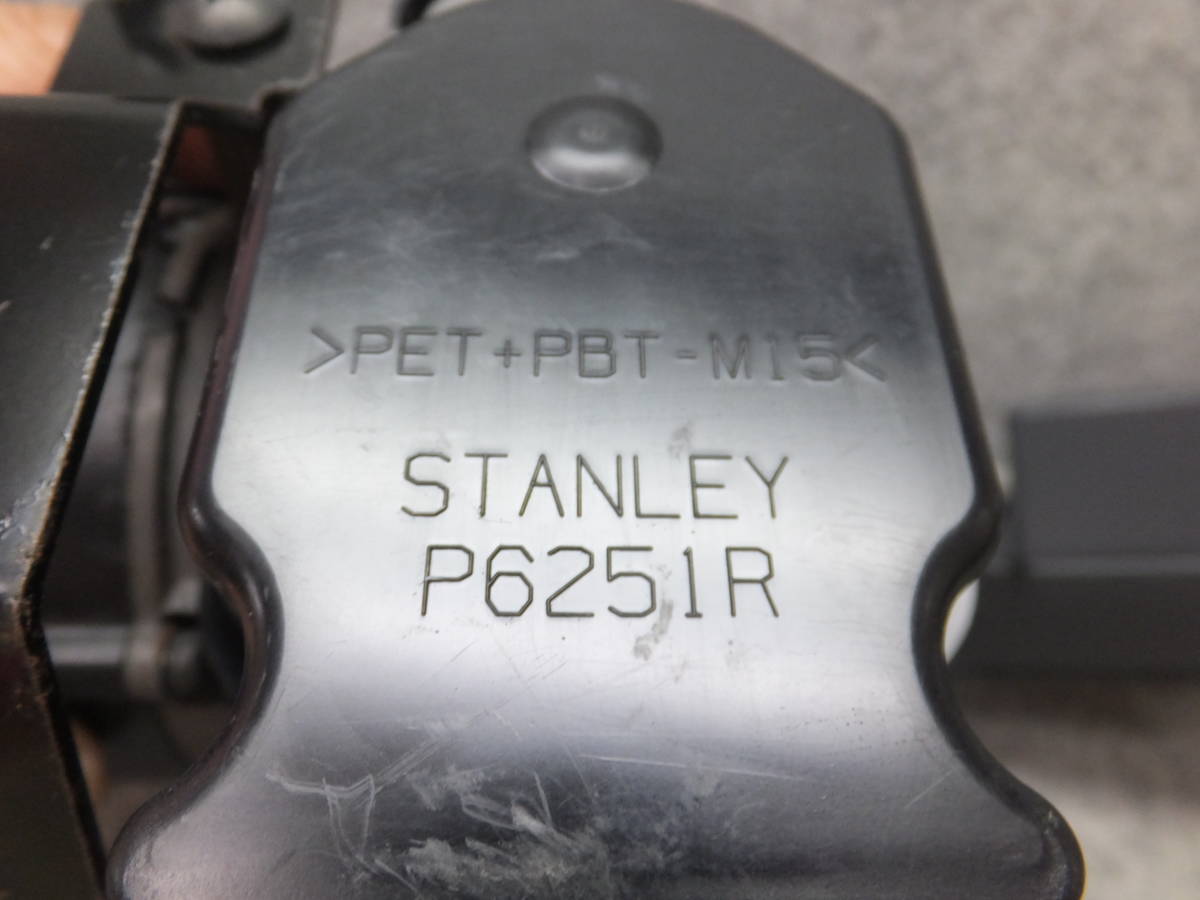 >PET+PBT-M15<
STANLEY
P6251R